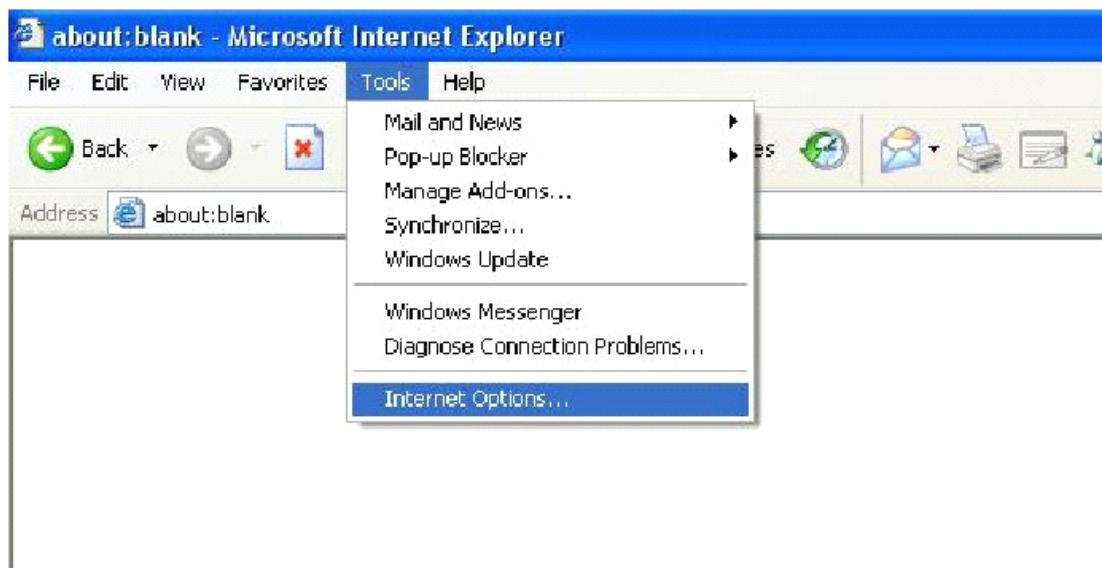 about:blank - Microsoft Internet Explorer
File Edit View Favorites Tools Help
Back es
Address about:blank
Mail and News
Pop-up Blocker
Manage Add-ons...
Synchronize...
Windows Update
Windows Messenger
Diagnose Connection Problems...
Internet Options...